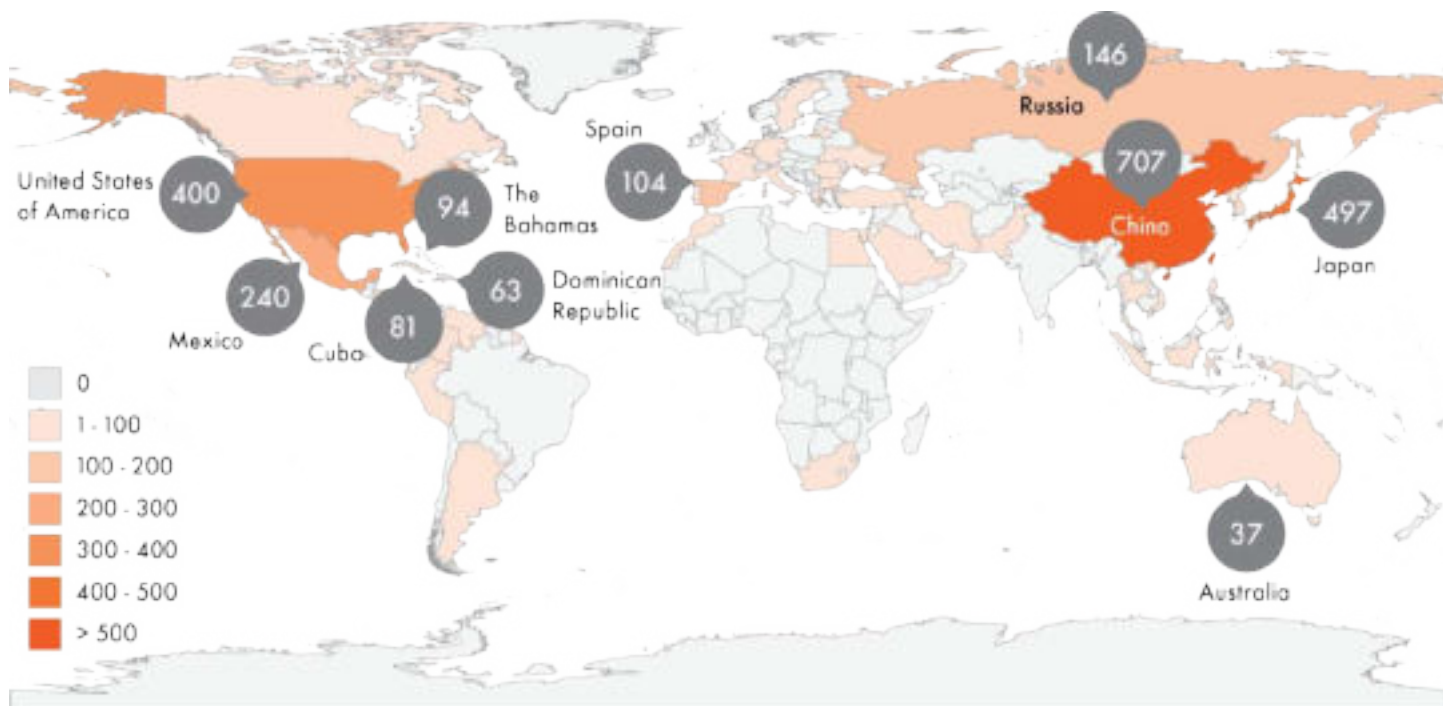 146
Russia
Spain
707
104
United States
of America
400
94
The
Bahamas
China
497
Japan
240
Mexico
81
Cuba
63
Dominican
Republic
0
1 - 100
100 - 200
200 - 300
300 - 400
400 - 500
> 500
37
Australia